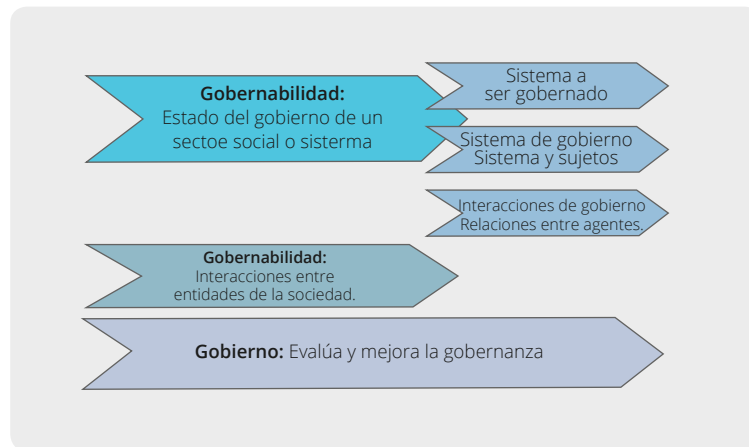 Gobernabilidad:
Estado del gobierno de un
sectoe social o sisterma
Sistema a
ser gobernado
Sistema de gobierno
Sistema y sujetos
Interacciones de gobierno
Relaciones entre agentes.
Gobernabilidad:
Interacciones entre
entidades de la sociedad.
Gobierno: Evalúa y mejora la gobernanza